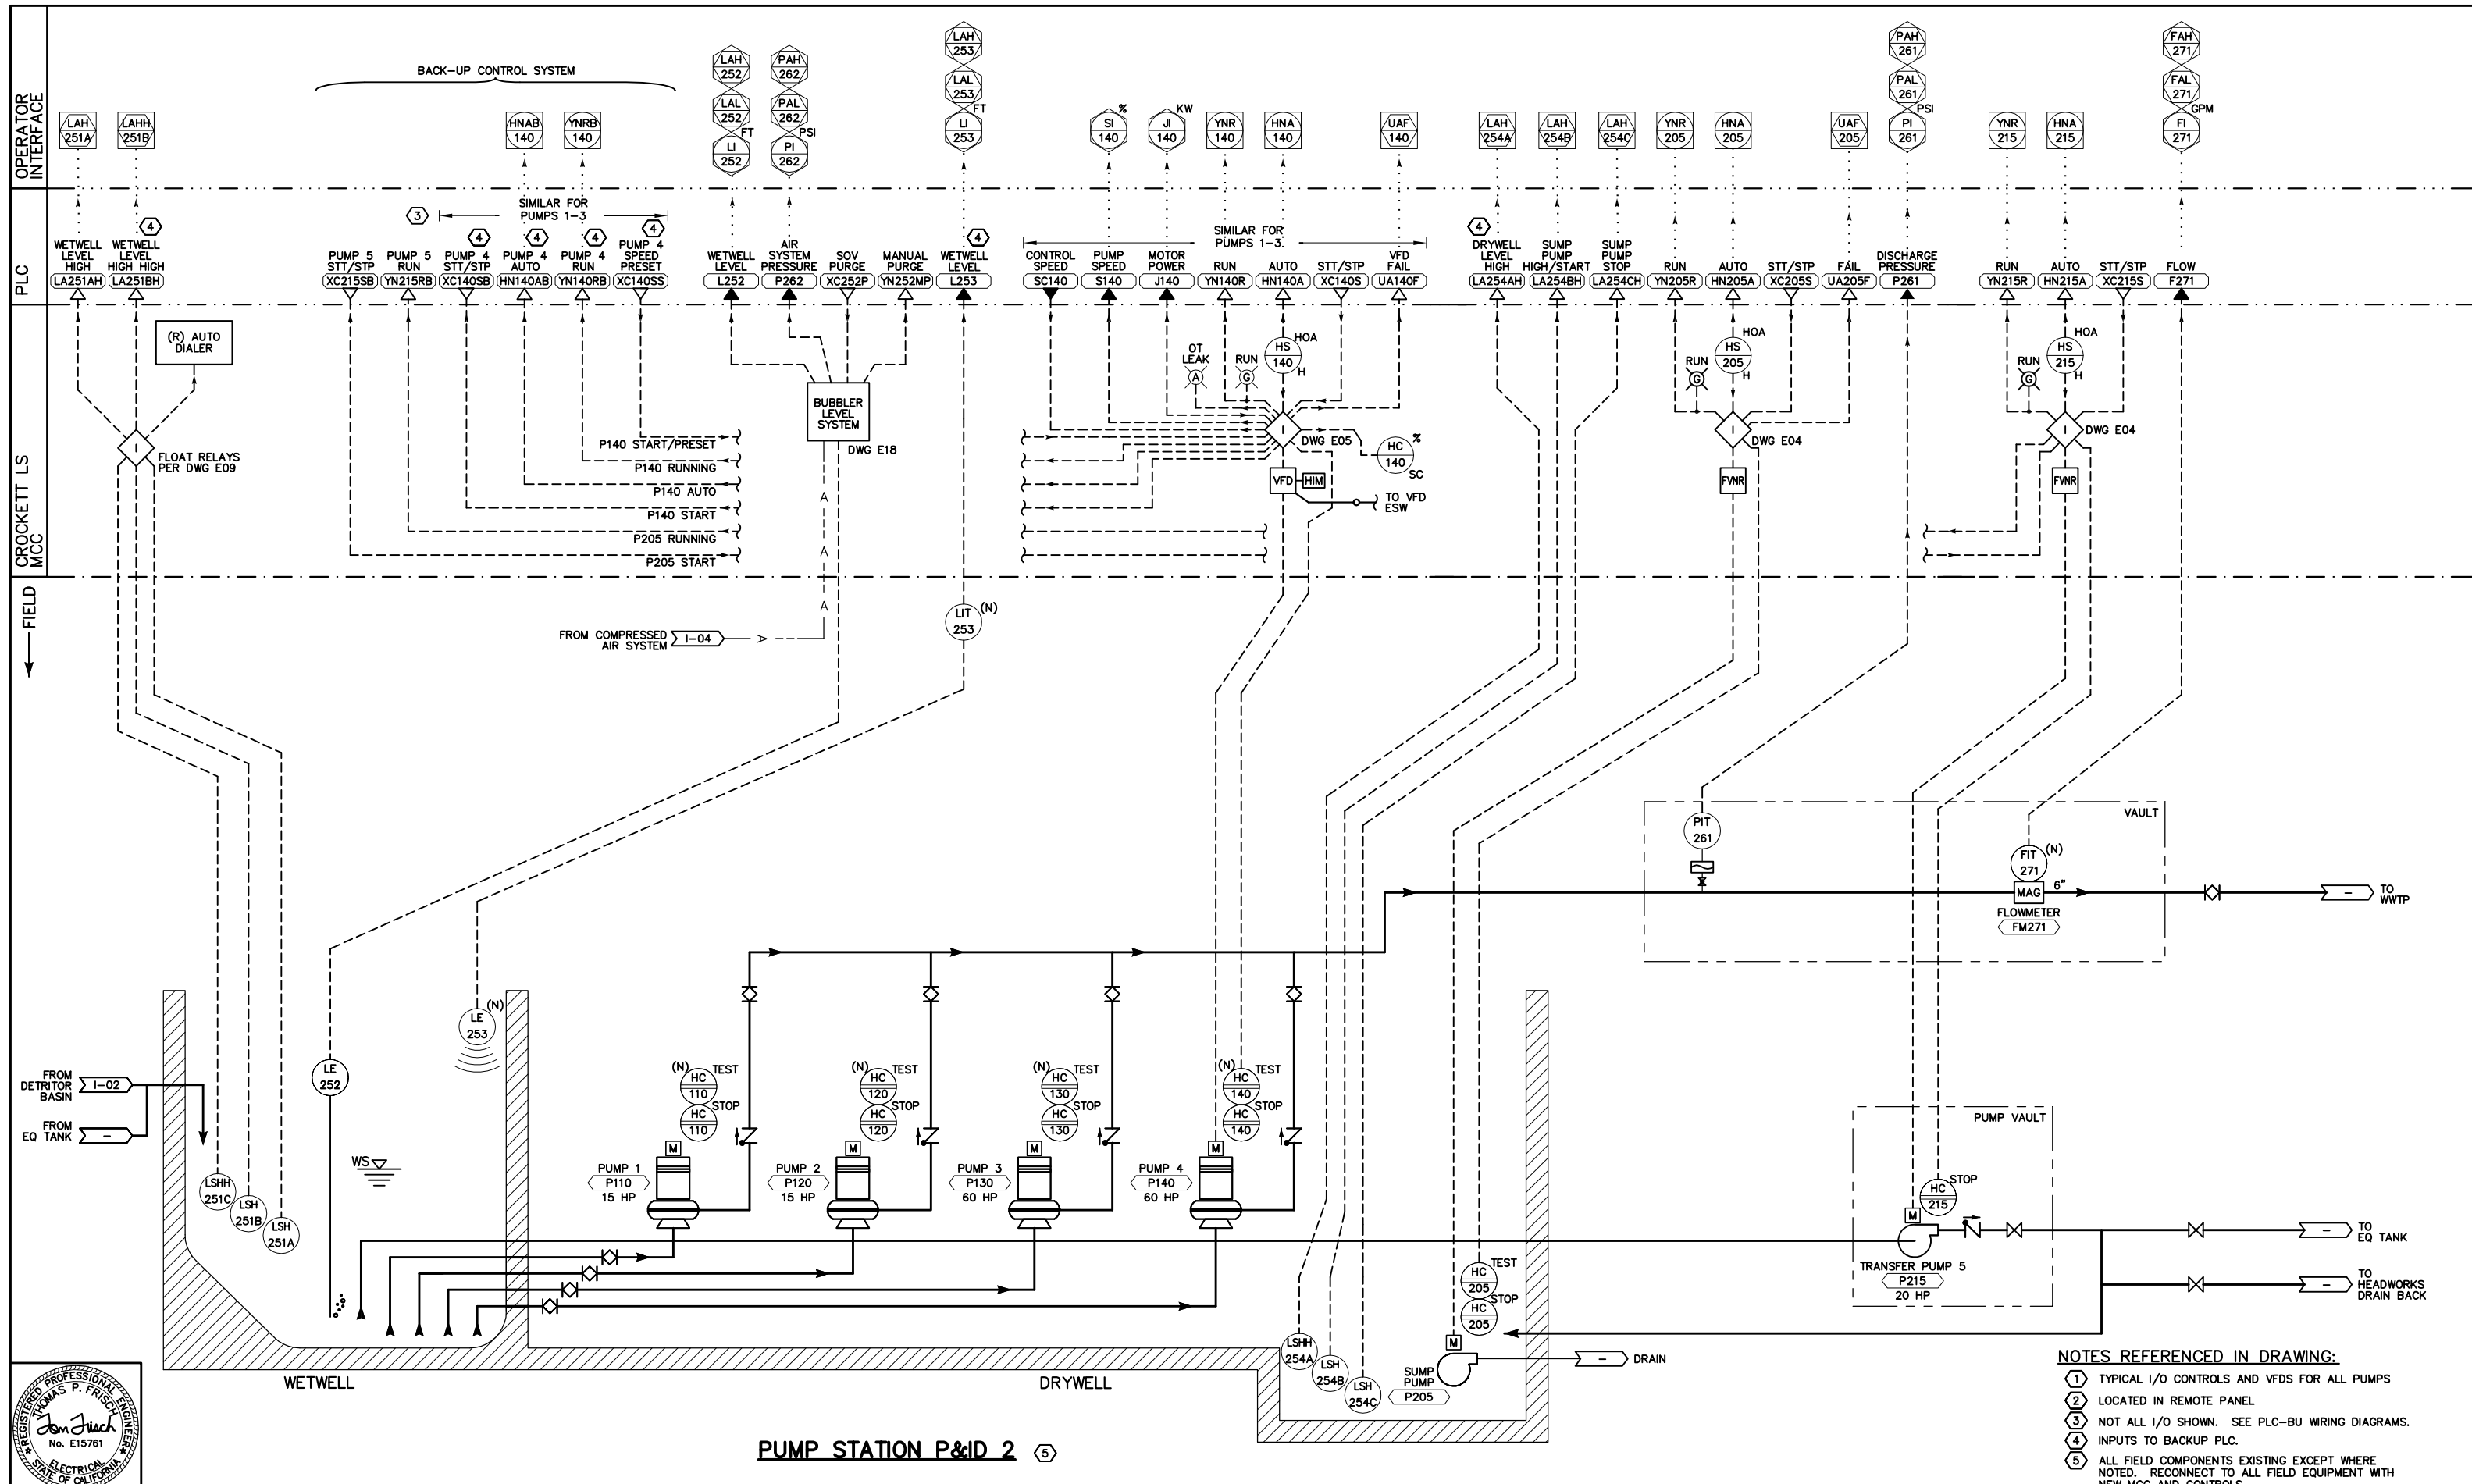 OPERATOR
INTERFACE
LAH
251A
LAHH
251B
BACK-UP CONTROL SYSTEM
HNAB
140
YNRB
140
LAH
252
LAL
252
FT
LI
252
PAH
262
PAL
262
PSI
PI
262
LAH
253
LAL
253
FT
LI
253
%
SI
140
KW
JI
140
YNR
140
HNA
140
UAF
140
LAH
254A
LAH
254B
LAH
254C
YNR
205
HNA
205
UAF
205
PAH
261
PAL
261
PSI
PI
261
YNR
215
HNA
215
FAH
271
FAL
271
GPM
FI
271
PLC
WETWELL
LEVEL
HIGH
LA251AH
4
WETWELL
LEVEL
HIGH HIGH
LA251BH
3
SIMILAR FOR
PUMPS 1-3
PUMP 5
STT/STP
XC215SB
PUMP 5
RUN
YN215RB
4
PUMP 4
STT/STP
XC140SB
4
PUMP 4
AUTO
HN140AB
4
PUMP 4
RUN
YN140RB
4
PUMP 4
SPEED
PRESET
XC140SS
WETWELL
LEVEL
L252
AIR
SYSTEM
PRESSURE
P262
SOV
PURGE
XC252P
MANUAL
PURGE
YN252MP
4
WETWELL
LEVEL
L253
SIMILAR FOR
PUMPS 1-3
CONTROL
SPEED
SC140
PUMP
SPEED
S140
MOTOR
POWER
J140
RUN
YN140R
AUTO
HN140A
STT/STP
XC140S
VFD
FAIL
UA140F
4
DRYWELL
LEVEL
HIGH
LA254AH
SUMP
PUMP
HIGH/START
LA254BH
SUMP
PUMP
STOP
LA254CH
RUN
YN205R
AUTO
HN205A
STT/STP
XC205S
FAIL
UA205F
DISCHARGE
PRESSURE
P261
RUN
YN215R
AUTO
HN215A
STT/STP
XC215S
FLOW
F271
CROCKETT LS
MCC
(R) AUTO
DIALER
I
FLOAT RELAYS
PER DWG E09
P140 START/PRESET
P140 RUNNING
P140 AUTO
P140 START
P205 RUNNING
P205 START
BUBBLER
LEVEL
SYSTEM
DWG E18
A
A
A
OT
LEAK
A
RUN
G
HOA
HS
140
H
I
DWG E05
VFD
HIM
TO VFD
ESW
HC
140
%
SC
RUN
G
HOA
HS
205
H
I
DWG E04
FVNR
RUN
G
HOA
HS
215
H
I
DWG E04
FVNR
FIELD
FROM COMPRESSED
AIR SYSTEM
I-04
A
LIT
253
(N)
VAULT
PIT
261
FIT
271
(N)
MAG
6"
FLOWMETER
FM271
-
TO
WWTP
LE
253
(N)
LE
252
FROM
DETRITOR
BASIN
I-02
FROM
EQ TANK
-
WS
LSHH
251C
LSH
251B
LSH
251A
(N)
HC
110
TEST
HC
110
STOP
M
PUMP 1
P110
15 HP
(N)
HC
120
TEST
HC
120
STOP
M
PUMP 2
P120
15 HP
(N)
HC
130
TEST
HC
130
STOP
M
PUMP 3
P130
60 HP
(N)
HC
140
TEST
HC
140
STOP
M
PUMP 4
P140
60 HP
PUMP VAULT
HC
215
STOP
M
TRANSFER PUMP 5
P215
20 HP
-
TO
EQ TANK
-
TO
HEADWORKS
DRAIN BACK
HC
205
TEST
HC
205
STOP
M
SUMP
PUMP
P205
-
DRAIN
LSHH
254A
LSH
254B
LSH
254C
WETWELL
DRYWELL
PUMP STATION P&ID 2
5
REGISTERED PROFESSIONAL ENGINEER
THOMAS P. FRISCH
Tom Frisch
No. E15761
ELECTRICAL
STATE OF CALIFORNIA
NOTES REFERENCED IN DRAWING:
1 TYPICAL I/O CONTROLS AND VFDS FOR ALL PUMPS
2 LOCATED IN REMOTE PANEL
3 NOT ALL I/O SHOWN. SEE PLC-BU WIRING DIAGRAMS.
4 INPUTS TO BACKUP PLC.
5 ALL FIELD COMPONENTS EXISTING EXCEPT WHERE
NOTED. RECONNECT TO ALL FIELD EQUIPMENT WITH
NEW MCC AND CONTROLS